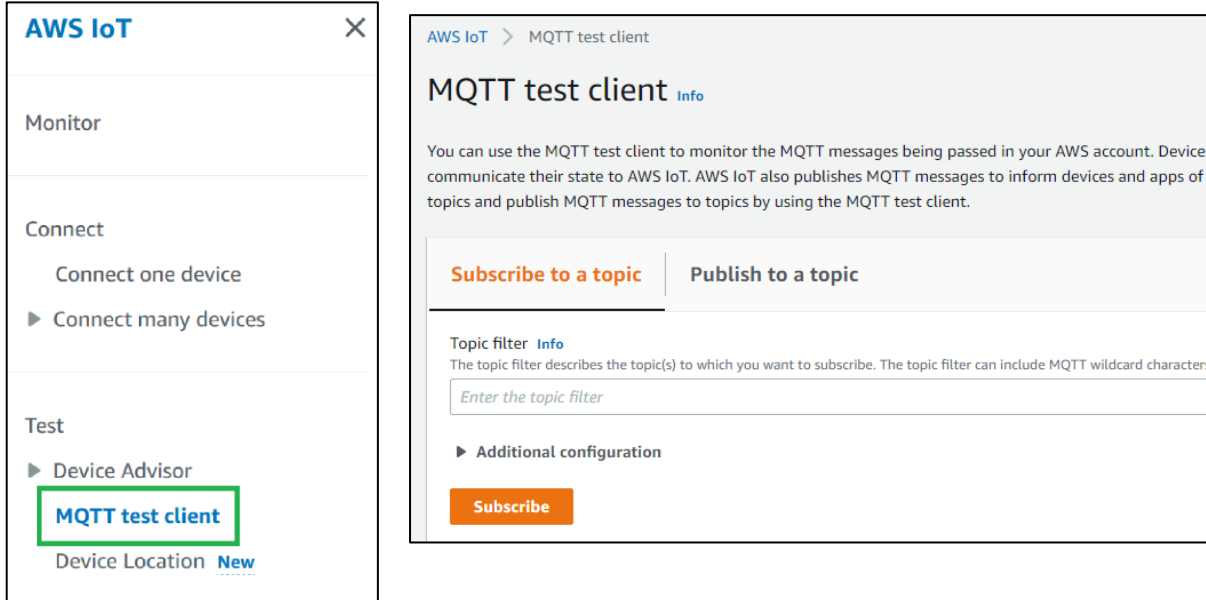 AWS IoT
Monitor
Connect
Connect one device
Connect many devices
Test
Device Advisor
MQTT test client
Device Location New
AWS IoT > MQTT test client
MQTT test client Info
You can use the MQTT test client to monitor the MQTT messages being passed in your AWS account. Device
communicate their state to AWS IoT. AWS IoT also publishes MQTT messages to inform devices and apps of
topics and publish MQTT messages to topics by using the MQTT test client.
Subscribe to a topic Publish to a topic
Topic filter Info
The topic filter describes the topic(s) to which you want to subscribe. The topic filter can include MQTT wildcard characters
Enter the topic filter
Additional configuration
Subscribe